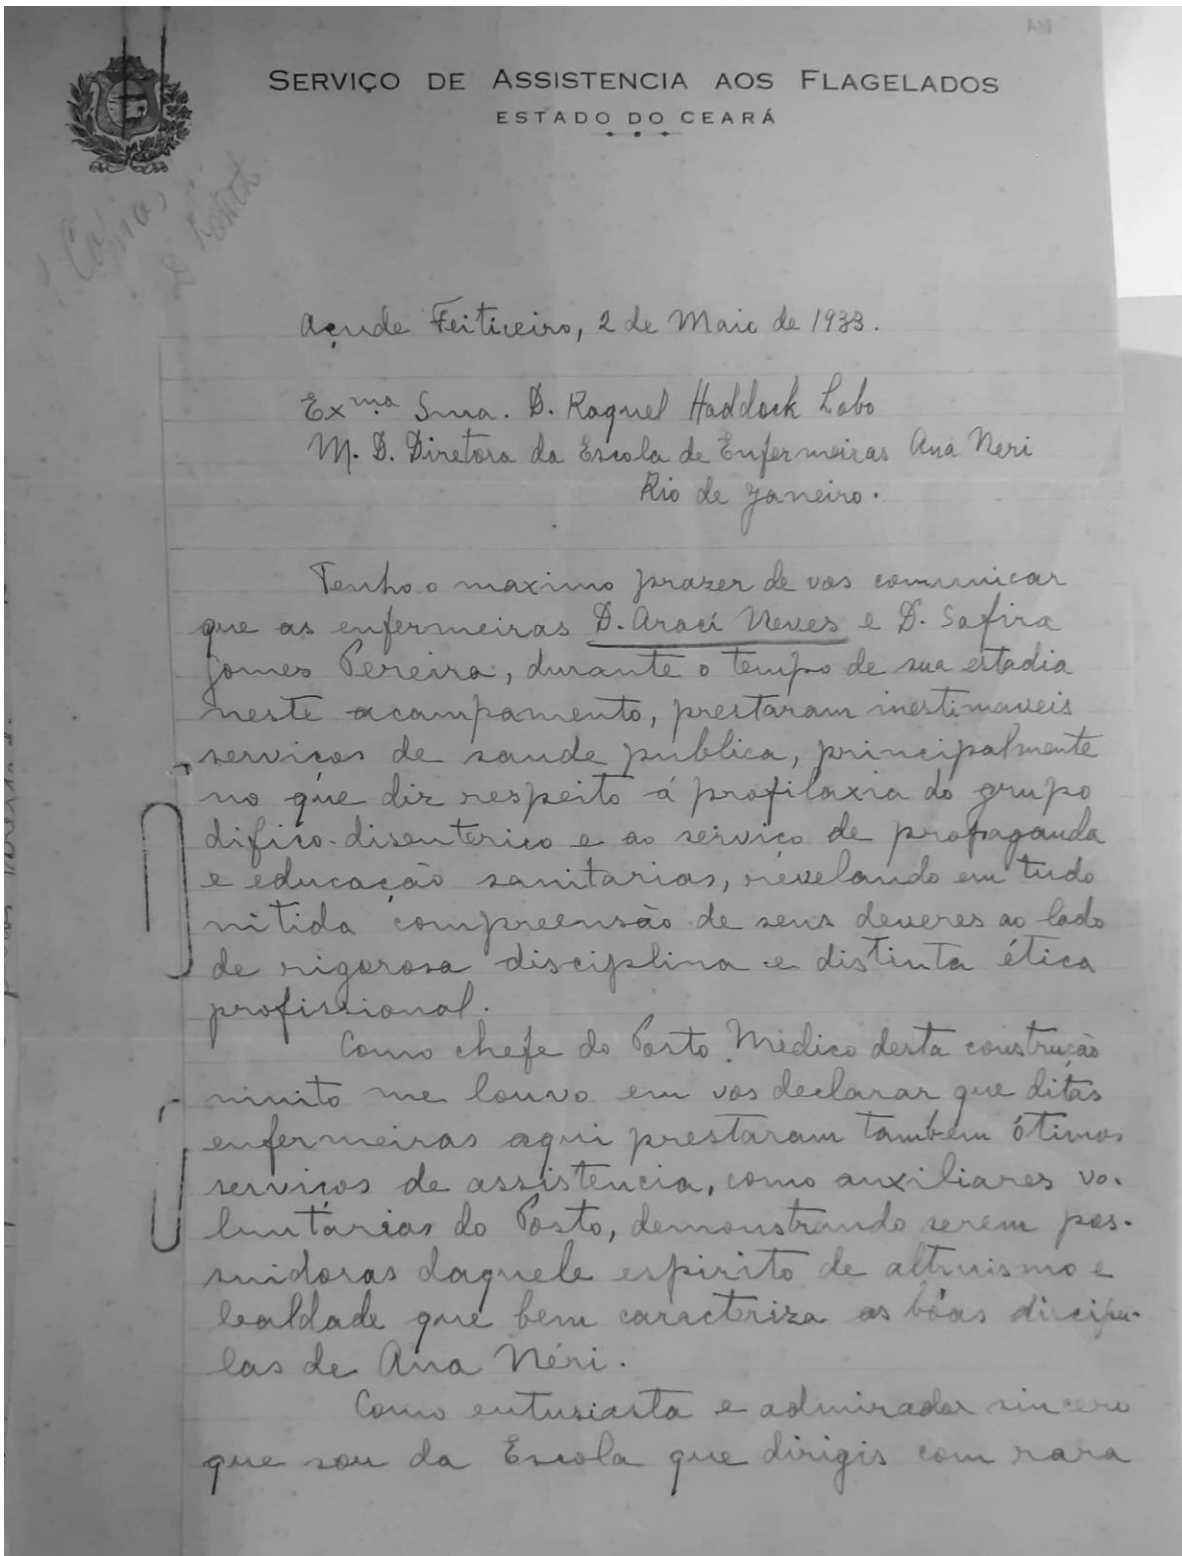 SERVIÇO DE ASSISTENCIA AOS FLAGELADOS
ESTADO DO CEARÁ
Copias
Açude Feiticeiro, 2 de Maio de 1933.
Exma Snra. D. Raquel Haddock Lobo
M. D. Diretora da Escola de Enfermeiras Ana Neri
Rio de Janeiro.
Tenho o maximo prazer de vos comunicar
que as enfermeiras D. Arací Neves e D. Safira
Gomes Pereira, durante o tempo de sua estadia
neste acampamento, prestaram inestimaveis
serviços de saude publica, principalmente
no que diz respeito á profilaxia do grupo
tífico-disenterico e ao serviço de propaganda
e educação sanitarias, revelando em tudo
nitida compreensão de seus deveres ao lado
de rigorosa disciplina e distinta ética
profissional.
Como chefe do Posto Médico desta construção
muito me louvo em vos declarar que ditas
enfermeiras aqui prestaram tambem ótimos
serviços de assistencia, como auxiliares vo-
luntárias do Posto, demonstrando serem pos-
suidoras daquele espirito de altruismo e
lealdade que bem caracteriza as bôas discipu-
las de Ana Néri.
Como entusiasta e admirador sincero
que sou da Escola que dirigis com rara